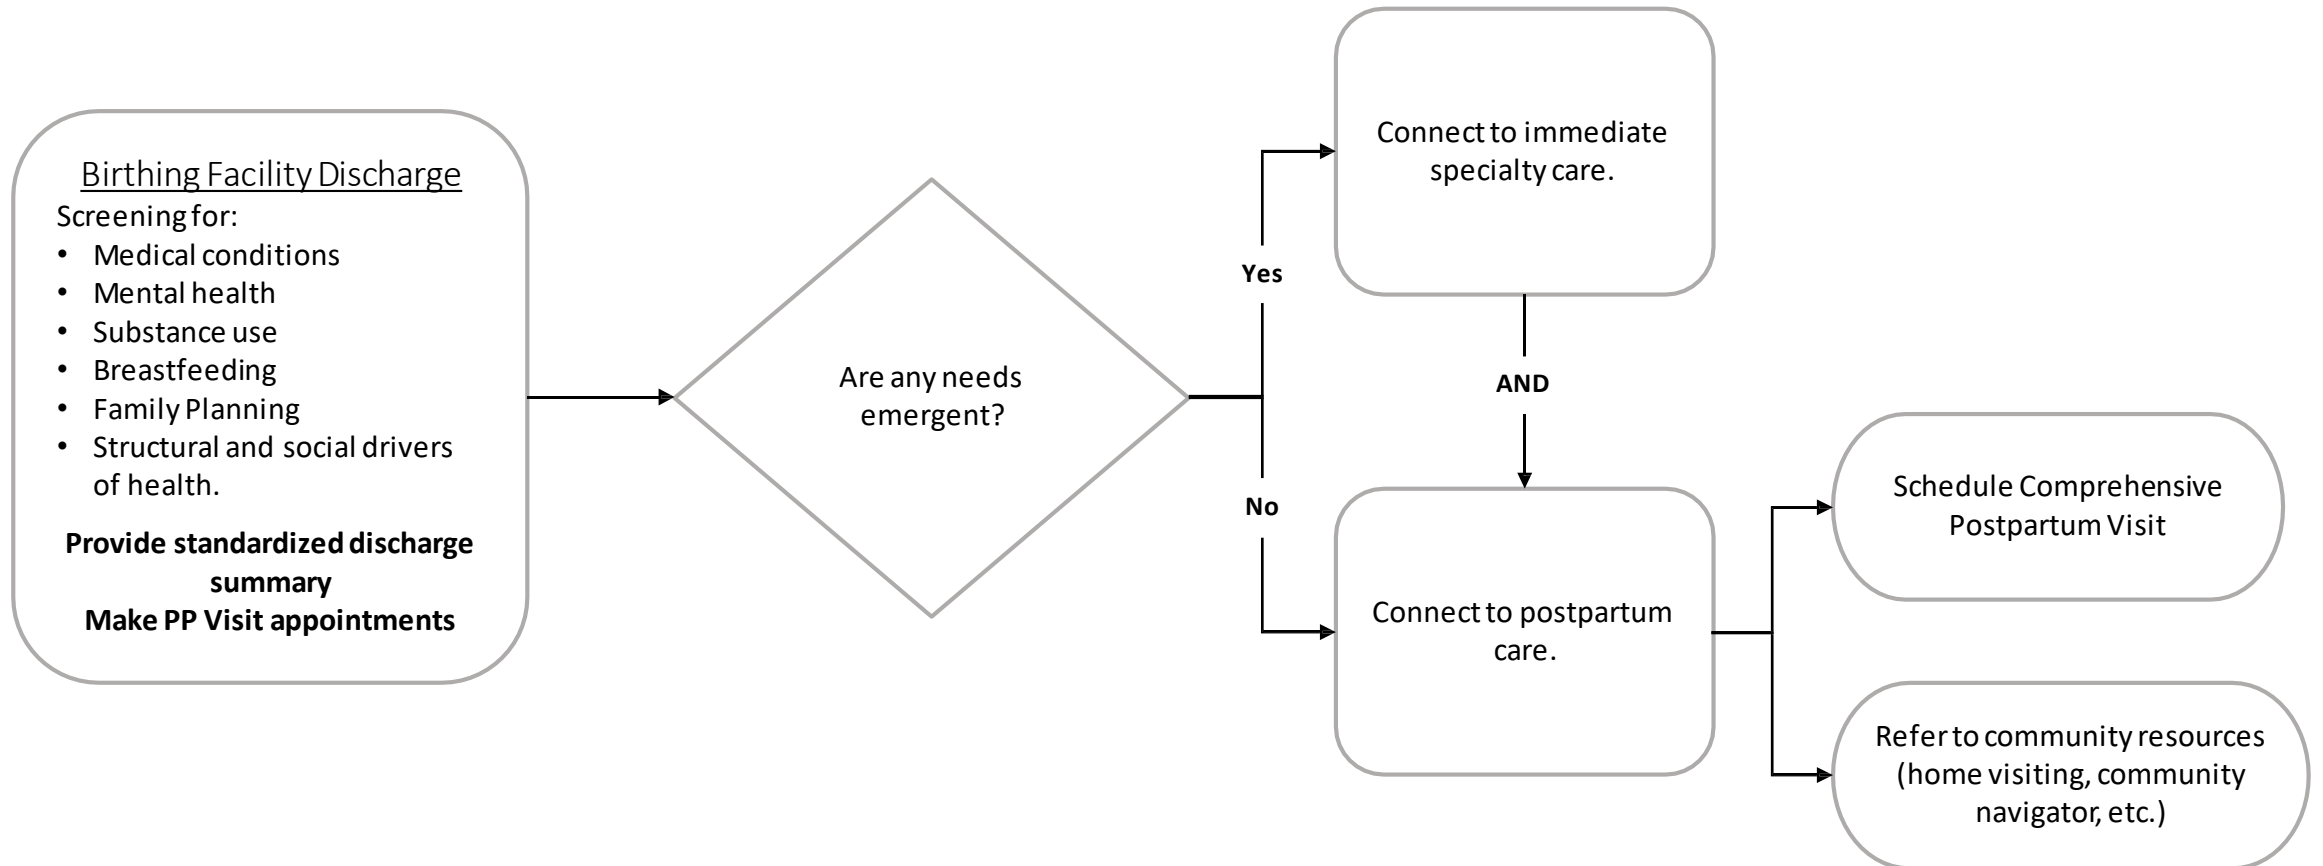 Birthing Facility Discharge
Screening for:
• Medical conditions
• Mental health
• Substance use
• Breastfeeding
• Family Planning
• Structural and social drivers
of health.
Provide standardized discharge
summary
Make PP Visit appointments
Are any needs
emergent?
Yes
No
Connect to immediate
specialty care.
AND
Connect to postpartum
care.
Schedule Comprehensive
Postpartum Visit
Refer to community resources
(home visiting, community
navigator, etc.)